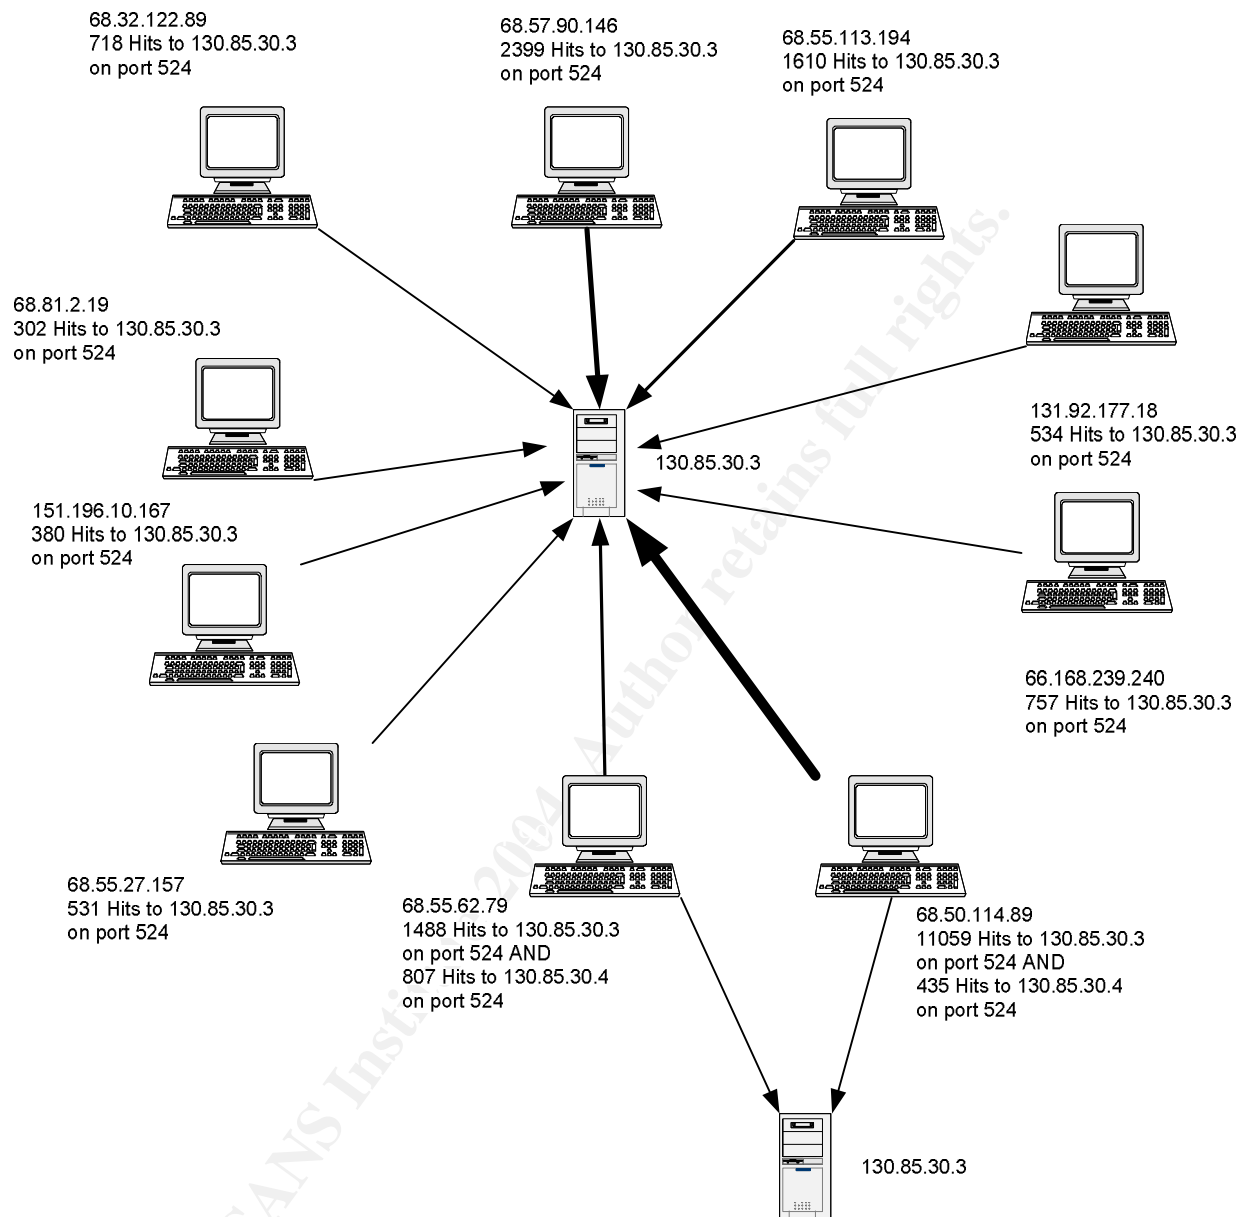 68.32.122.89
718 Hits to 130.85.30.3
on port 524
68.57.90.146
2399 Hits to 130.85.30.3
on port 524
68.55.113.194
1610 Hits to 130.85.30.3
on port 524
68.81.2.19
302 Hits to 130.85.30.3
on port 524
130.85.30.3
131.92.177.18
534 Hits to 130.85.30.3
on port 524
151.196.10.167
380 Hits to 130.85.30.3
on port 524
66.168.239.240
757 Hits to 130.85.30.3
on port 524
68.55.27.157
531 Hits to 130.85.30.3
on port 524
68.55.62.79
1488 Hits to 130.85.30.3
on port 524 AND
807 Hits to 130.85.30.4
on port 524
68.50.114.89
11059 Hits to 130.85.30.3
on port 524 AND
435 Hits to 130.85.30.4
on port 524
130.85.30.3
SANS Institute 2004, Author retains full rights.